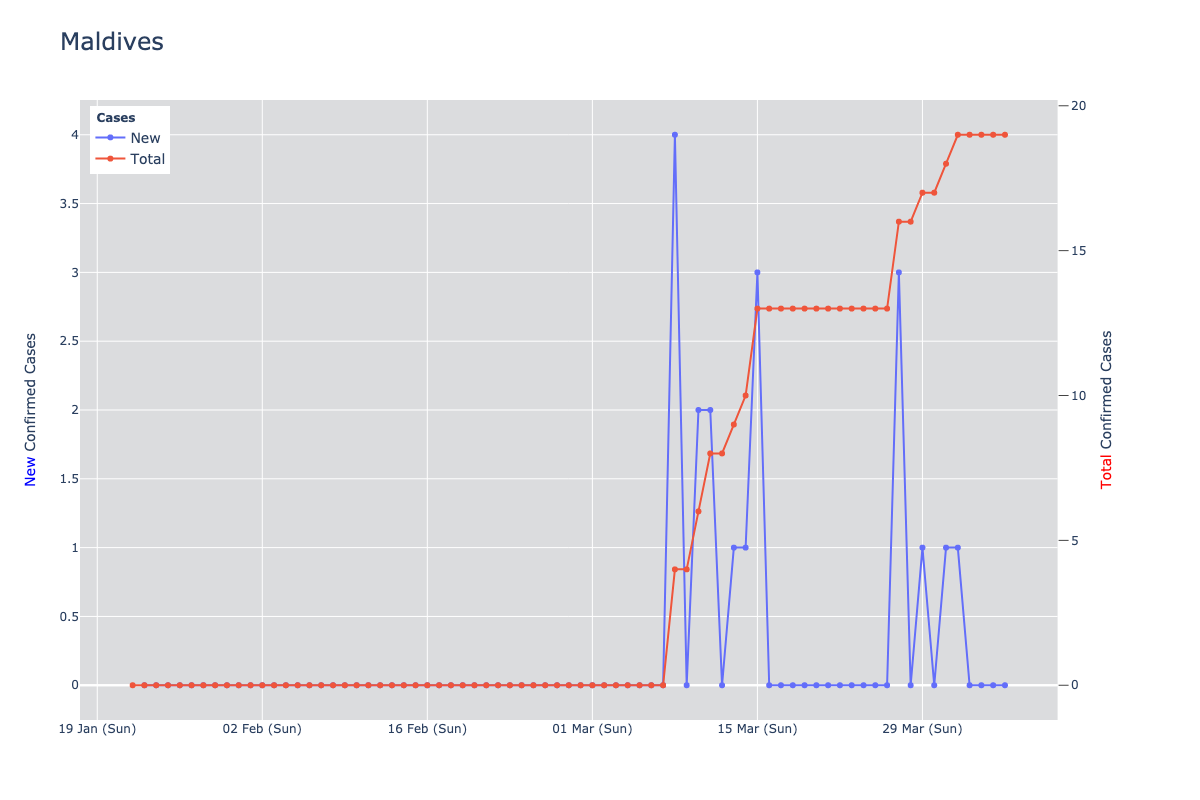 Maldives
Cases
New
Total
4
3.5
3
2.5
2
1.5
1
0.5
0
20
15
10
5
0
New Confirmed Cases
Total Confirmed Cases
19 Jan (Sun)
02 Feb (Sun)
16 Feb (Sun)
01 Mar (Sun)
15 Mar (Sun)
29 Mar (Sun)